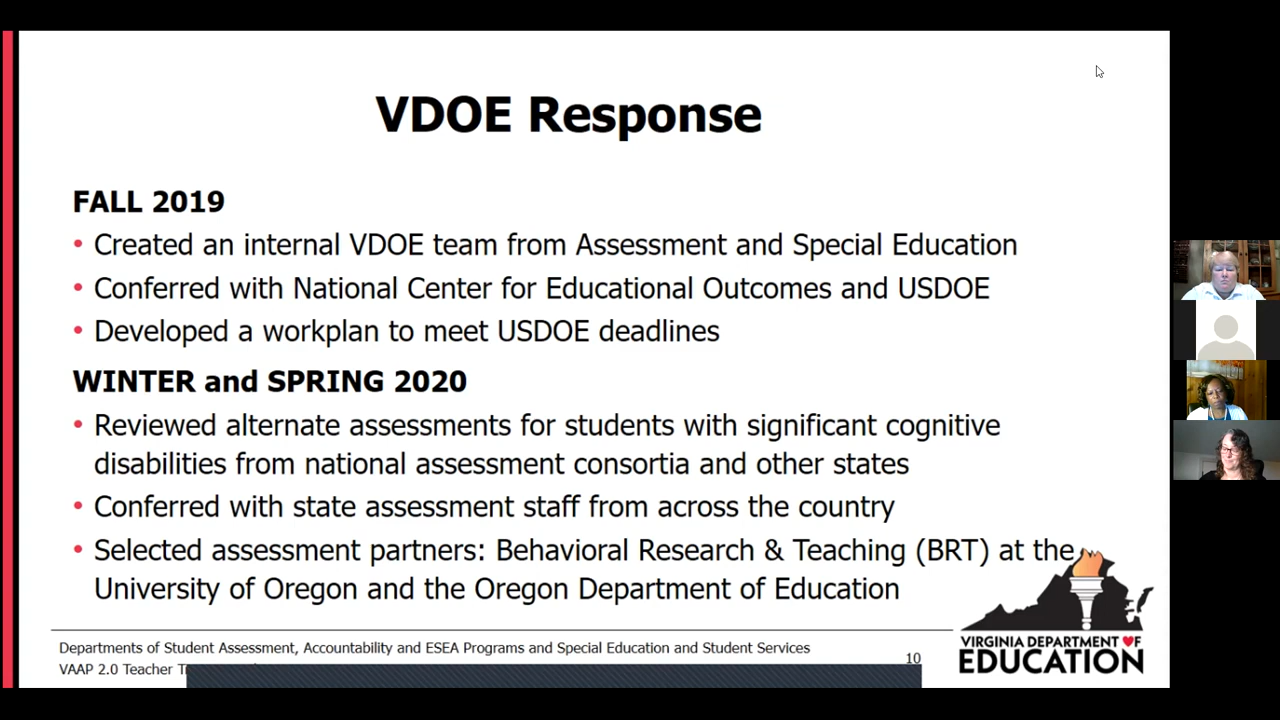 VDOE Response
FALL 2019
• Created an internal VDOE team from Assessment and Special Education
• Conferred with National Center for Educational Outcomes and USDOE
• Developed a workplan to meet USDOE deadlines
WINTER and SPRING 2020
• Reviewed alternate assessments for students with significant cognitive
disabilities from national assessment consortia and other states
• Conferred with state assessment staff from across the country
• Selected assessment partners: Behavioral Research & Teaching (BRT) at the
University of Oregon and the Oregon Department of Education
Departments of Student Assessment, Accountability and ESEA Programs and Special Education and Student Services
VAAP 2.0 Teacher
10
VIRGINIA DEPARTMENT OF
EDUCATION